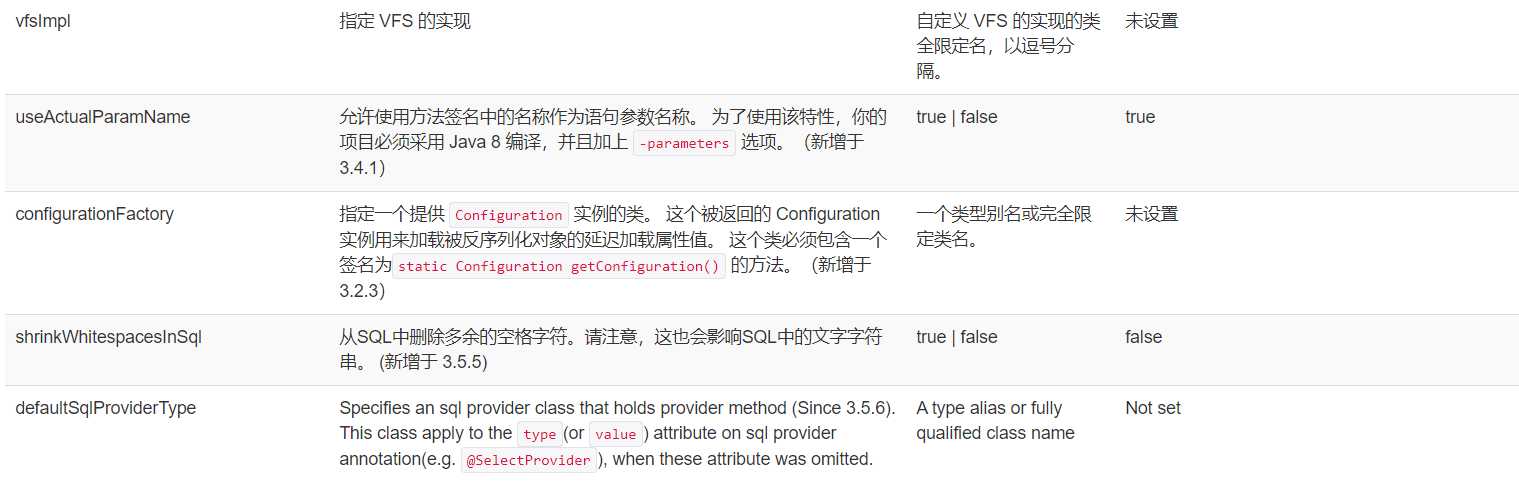 vfsImpl 指定 VFS 的实现 自定义 VFS 的实现的类 未设置
全限定名，以逗号分
隔。
useActualParamName 允许使用方法签名中的名称作为语句参数名称。 为了使用该特性，你的 true | false true
项目必须采用 Java 8 编译，并且加上 -parameters 选项。（新增于
3.4.1）
configurationFactory 指定一个提供 Configuration 实例的类。 这个被返回的 Configuration 一个类型别名或完全限 未设置
实例用来加载被反序列化对象的延迟加载属性值。 这个类必须包含一个 定类名。
签名为static Configuration getConfiguration() 的方法。（新增于
3.2.3）
shrinkWhitespacesInSql 从SQL中删除多余的空格字符。请注意，这也会影响SQL中的文字字符 true | false false
串。 (新增于 3.5.5)
defaultSqlProviderType Specifies an sql provider class that holds provider method (Since 3.5.6). A type alias or fully Not set
This class apply to the type(or value) attribute on sql provider qualified class name
annotation(e.g. @SelectProvider), when these attribute was omitted.